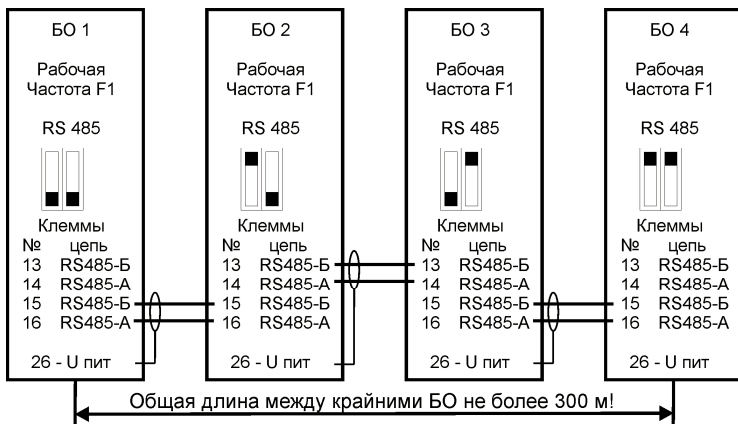 БО 1
Рабочая
Частота F1
RS 485
Клеммы
№ цепь
13 RS485-Б
14 RS485-А
15 RS485-Б
16 RS485-А
26 - U пит
БО 2
Рабочая
Частота F1
RS 485
Клеммы
№ цепь
13 RS485-Б
14 RS485-А
15 RS485-Б
16 RS485-А
26 - U пит
БО 3
Рабочая
Частота F1
RS 485
Клеммы
№ цепь
13 RS485-Б
14 RS485-А
15 RS485-Б
16 RS485-А
26 - U пит
БО 4
Рабочая
Частота F1
RS 485
Клеммы
№ цепь
13 RS485-Б
14 RS485-А
15 RS485-Б
16 RS485-А
26 - U пит
Общая длина между крайними БО не более 300 м!